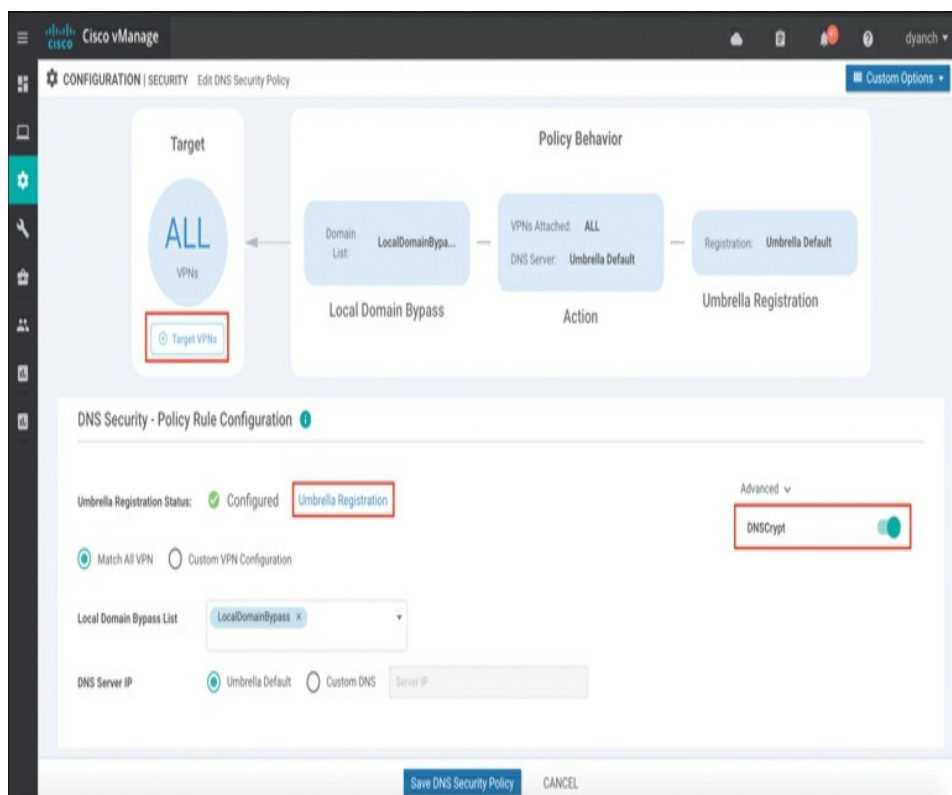 cisco Cisco vManage
41
dyanch
CONFIGURATION | SECURITY Edit DNS Security Policy
Custom Options
Target
Policy Behavior
ALL
VPNs
Target VPNs
Domain List: LocalDomainBypa...
Local Domain Bypass
VPNs Attached: ALL
DNS Server: Umbrella Default
Action
Registration: Umbrella Default
Umbrella Registration
DNS Security - Policy Rule Configuration
Umbrella Registration Status: Configured Umbrella Registration
Advanced
DNSCrypt
Match All VPN Custom VPN Configuration
Local Domain Bypass List LocalDomainBypass ×
DNS Server IP Umbrella Default Custom DNS Server IP
Save DNS Security Policy CANCEL